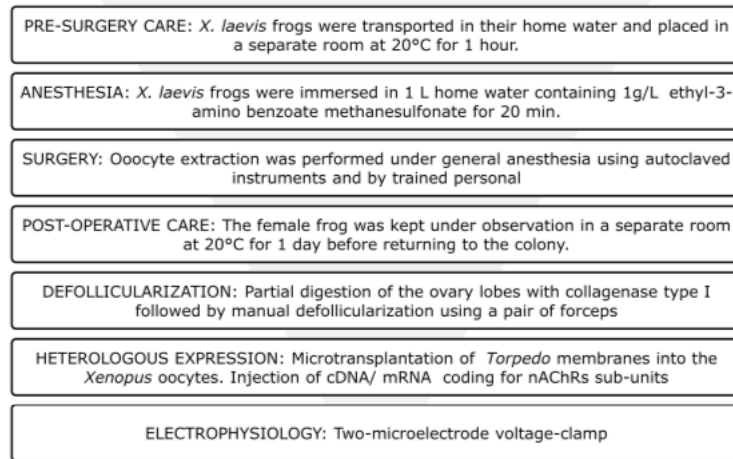 PRE-SURGERY CARE: X. laevis frogs were transported in their home water and placed in
a separate room at 20°C for 1 hour.
ANESTHESIA: X. laevis frogs were immersed in 1 L home water containing 1g/L ethyl-3-
amino benzoate methanesulfonate for 20 min.
SURGERY: Ooocyte extraction was performed under general anesthesia using autoclaved
instruments and by trained personal
POST-OPERATIVE CARE: The female frog was kept under observation in a separate room
at 20°C for 1 day before returning to the colony.
DEFOLLICULARIZATION: Partial digestion of the ovary lobes with collagenase type I
followed by manual defollicularization using a pair of forceps
HETEROLOGOUS EXPRESSION: Microtransplantation of Torpedo membranes into the
Xenopus oocytes. Injection of cDNA/ mRNA coding for nAChRs sub-units
ELECTROPHYSIOLOGY: Two-microelectrode voltage-clamp